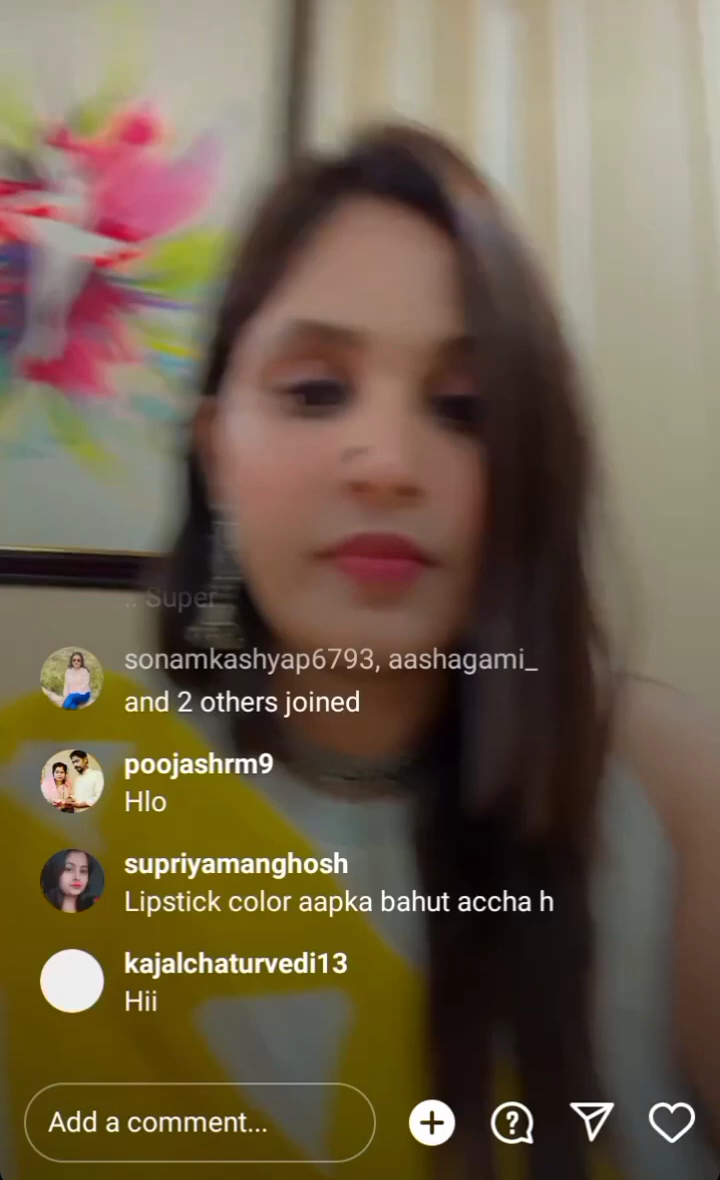 .. Super
sonamkashyap6793, aashagami_
and 2 others joined
poojashrm9
Hlo
supriyamanghosh
Lipstick color aapka bahut accha h
kajalchaturvedi13
Hii
Add a comment...